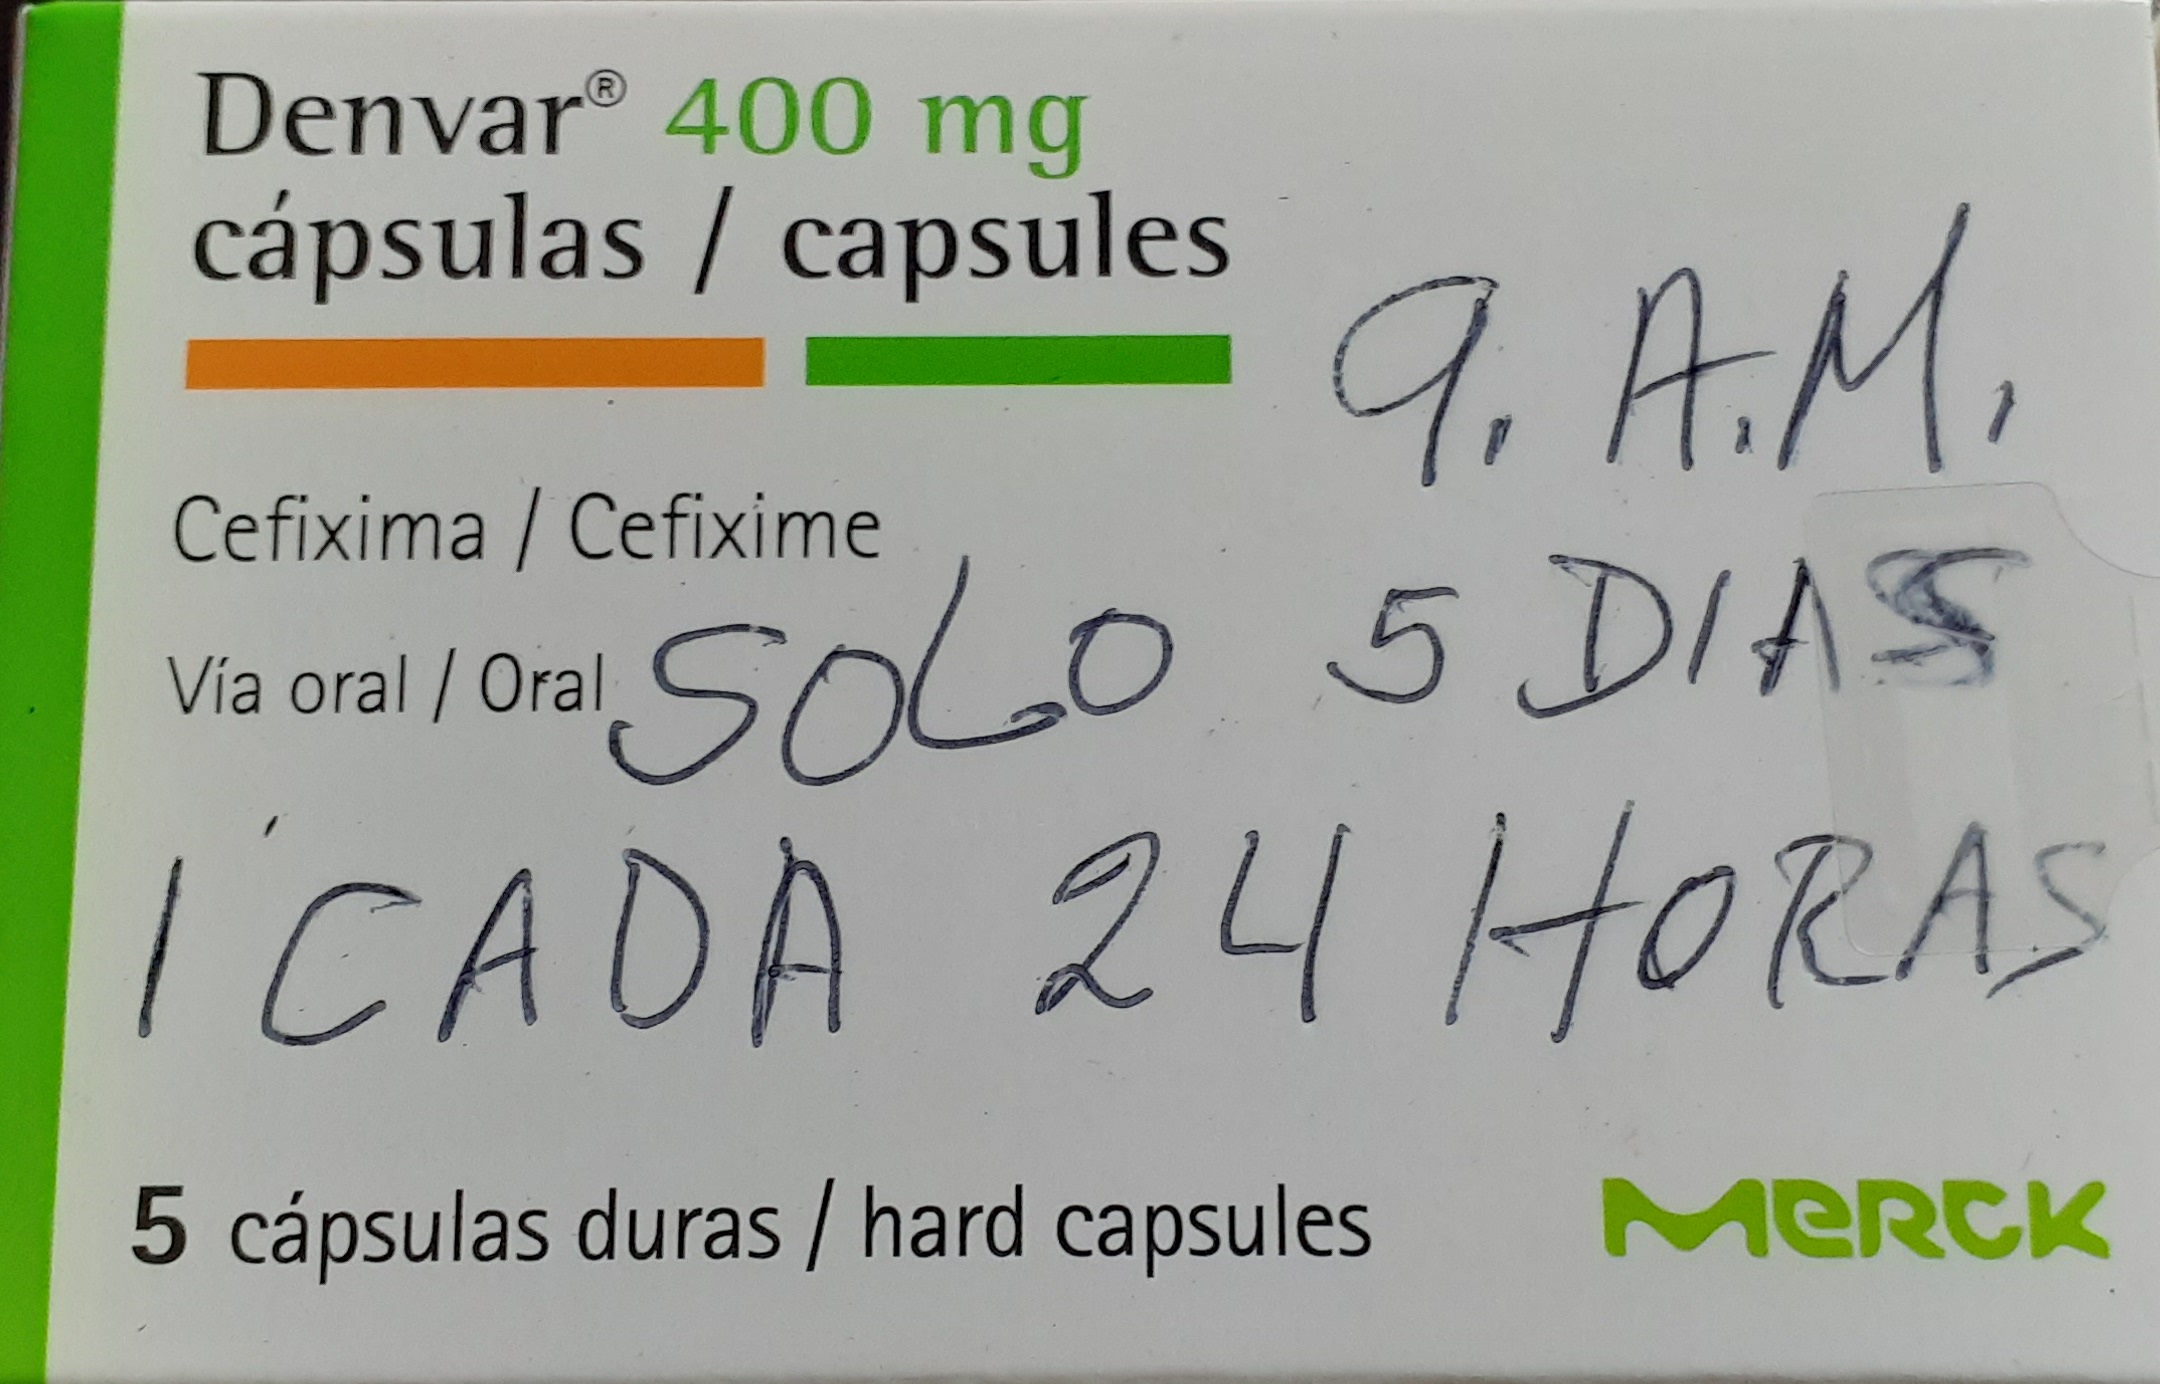 Denvar® 400 mg
cápsulas / capsules
9. A.M.
Cefixima / Cefixime
Vía oral / Oral
SOLO 5 DIAS
1 CADA 24 HORAS
5 cápsulas duras / hard capsules
MERCK